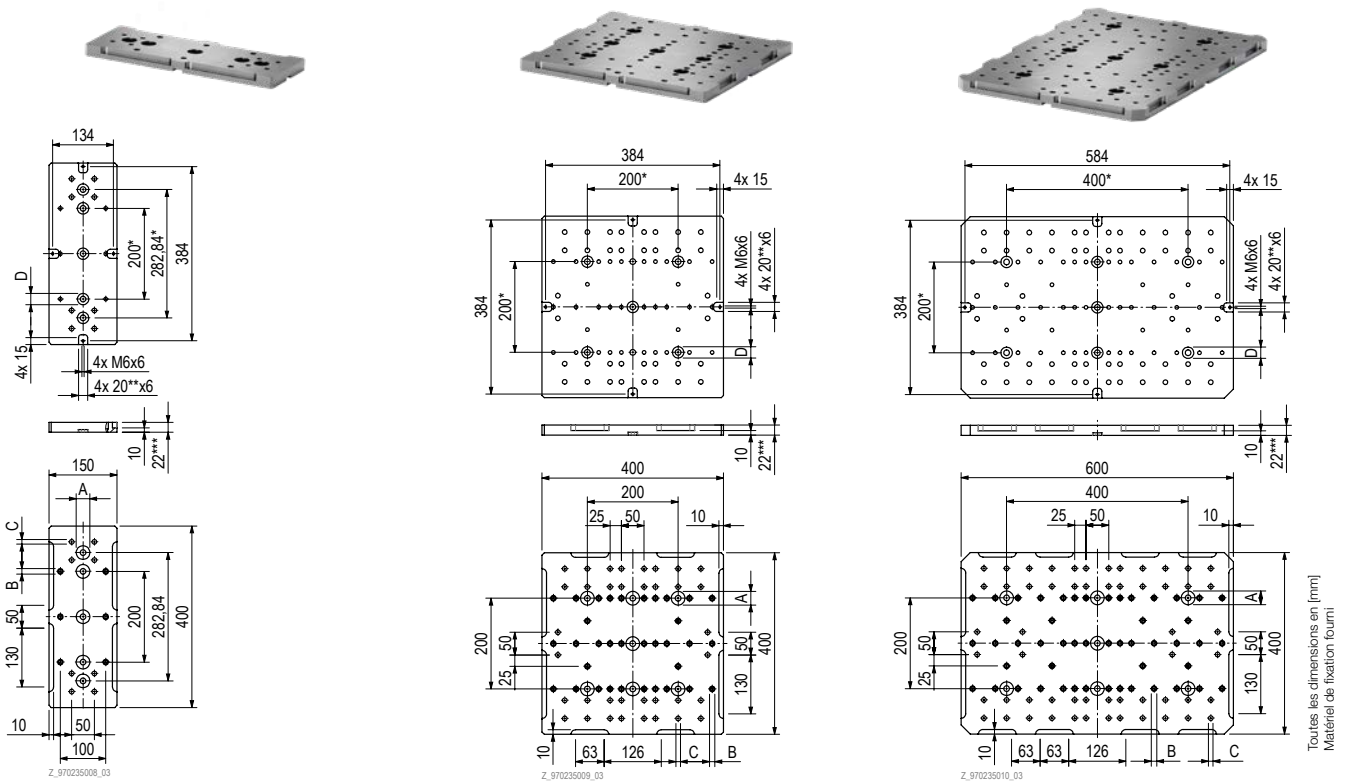 134
D
200*
282,84*
384
4x 15
4x M6x6
4x 20**x6
10
22***
150
A
C
B
50
130
200
282,84
400
10
50
100
Z_970235008_03
384
200*
4x 15
384
200*
4x M6x6
4x 20**x6
D
10
22***
400
200
25
50
10
A
200
50
25
50
130
400
10
63
126
C
B
Z_970235009_03
584
400*
4x 15
384
200*
4x M6x6
4x 20**x6
D
10
22***
600
400
25
50
10
A
200
50
25
50
130
400
10
63
63
126
B
C
Z_970235010_03
Toutes les dimensions en [mm]
Matériel de fixation fourni